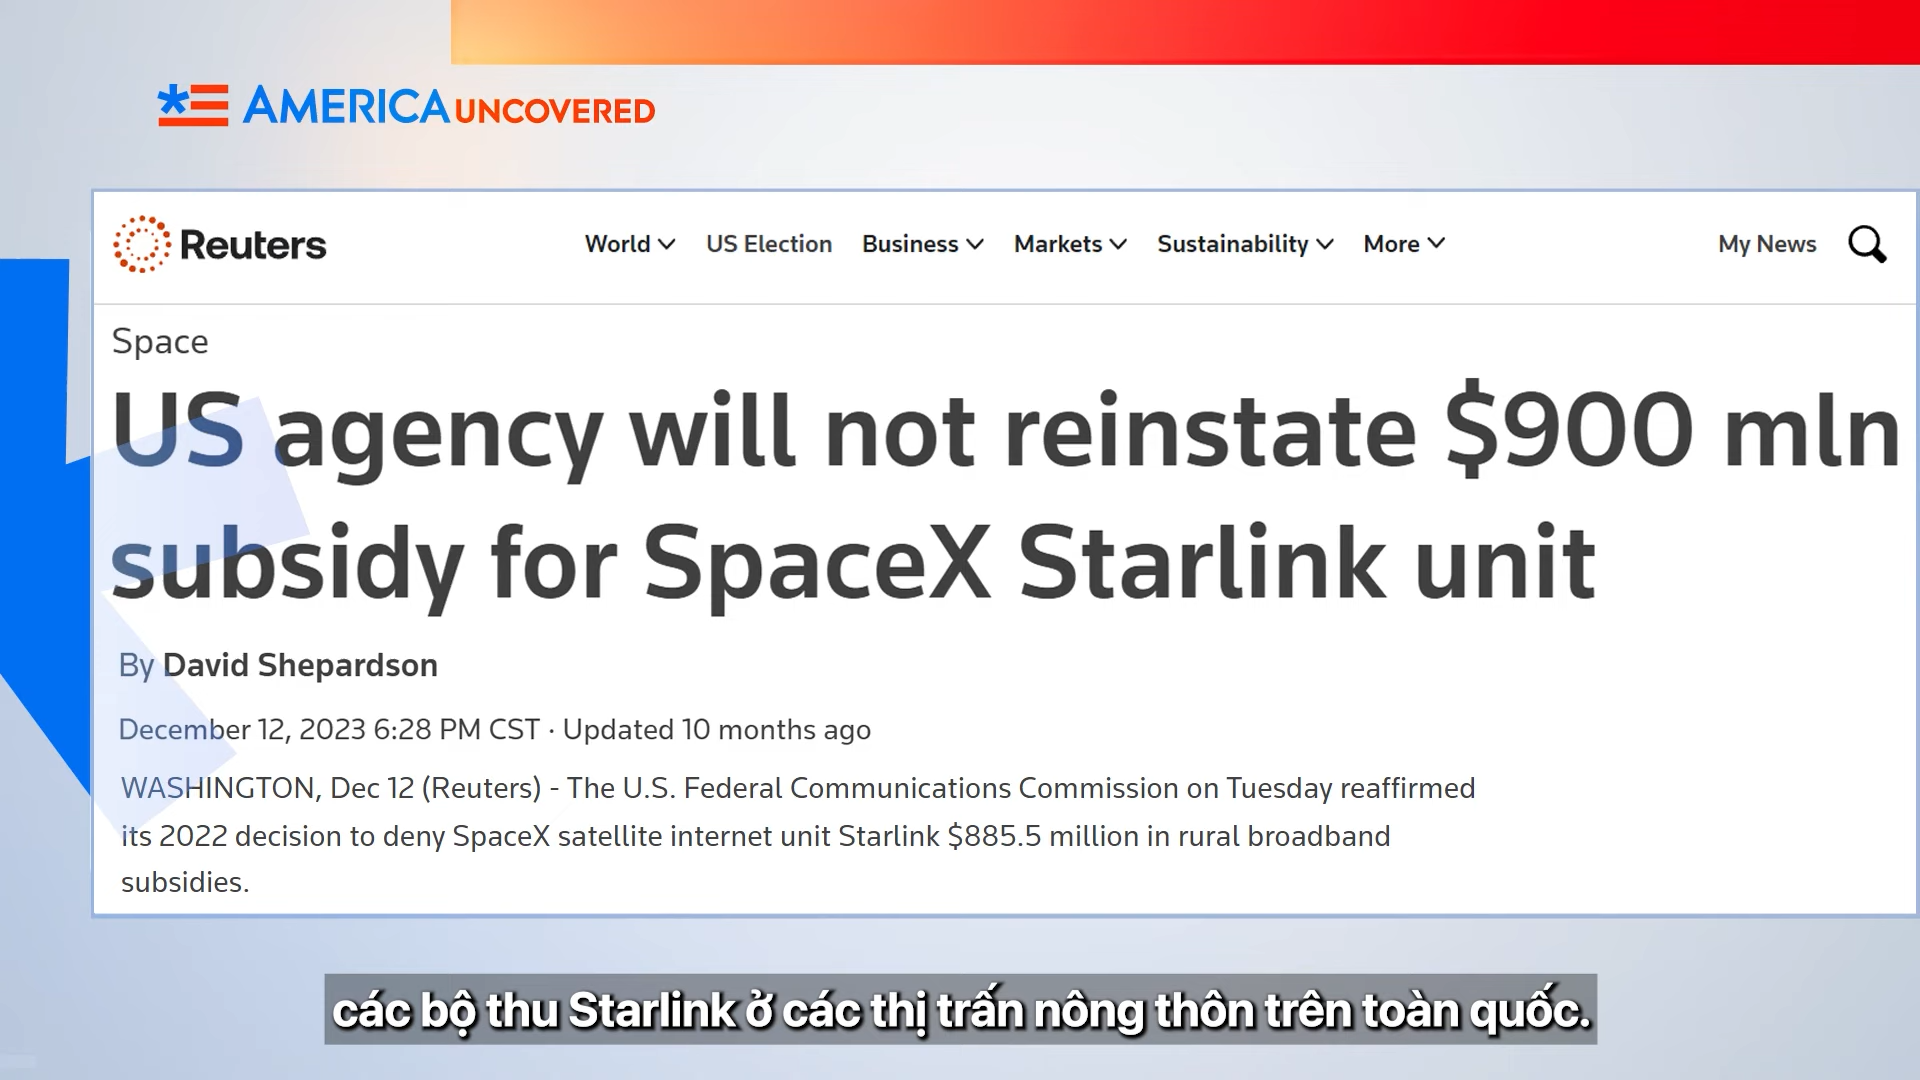 AMERICA UNCOVERED
Reuters World US Election Business Markets Sustainability More My News
Space
US agency will not reinstate $900 mln
subsidy for SpaceX Starlink unit
By David Shepardson
December 12, 2023 6:28 PM CST · Updated 10 months ago
WASHINGTON, Dec 12 (Reuters) - The U.S. Federal Communications Commission on Tuesday reaffirmed
its 2022 decision to deny SpaceX satellite internet unit Starlink $885.5 million in rural broadband
subsidies.
các bộ thu Starlink ở các thị trấn nông thôn trên toàn quốc.